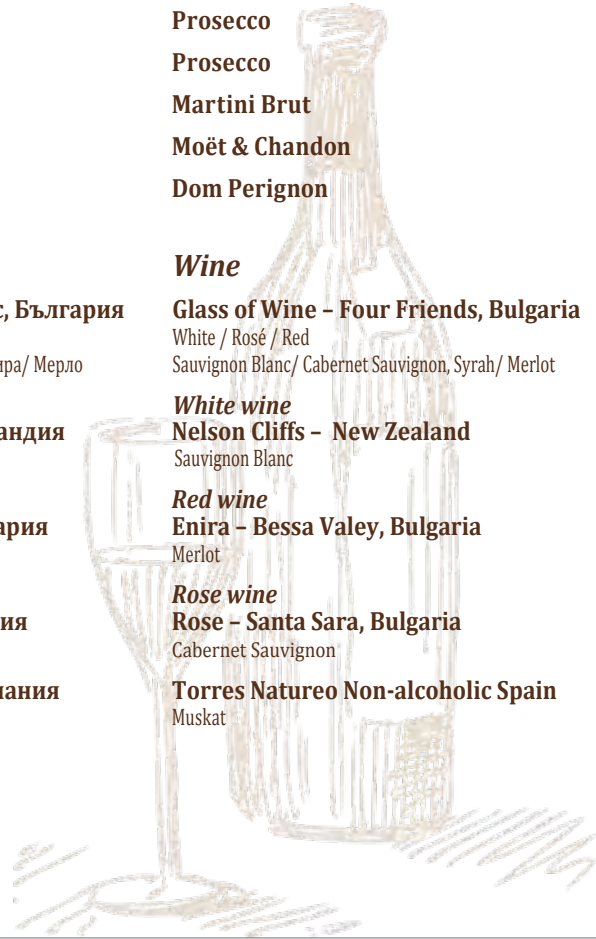 Prosecco
Prosecco
Martini Brut
Moët & Chandon
Dom Perignon
Wine
с, България Glass of Wine – Four Friends, Bulgaria
White / Rosé / Red
ира/ Мерло Sauvignon Blanc/ Cabernet Sauvignon, Syrah/ Merlot
White wine
андия Nelson Cliffs – New Zealand
Sauvignon Blanc
Red wine
ария Enira – Bessa Valey, Bulgaria
Merlot
Rose wine
ия Rose – Santa Sara, Bulgaria
Cabernet Sauvignon
пания Torres Natureo Non-alcoholic Spain
Muskat